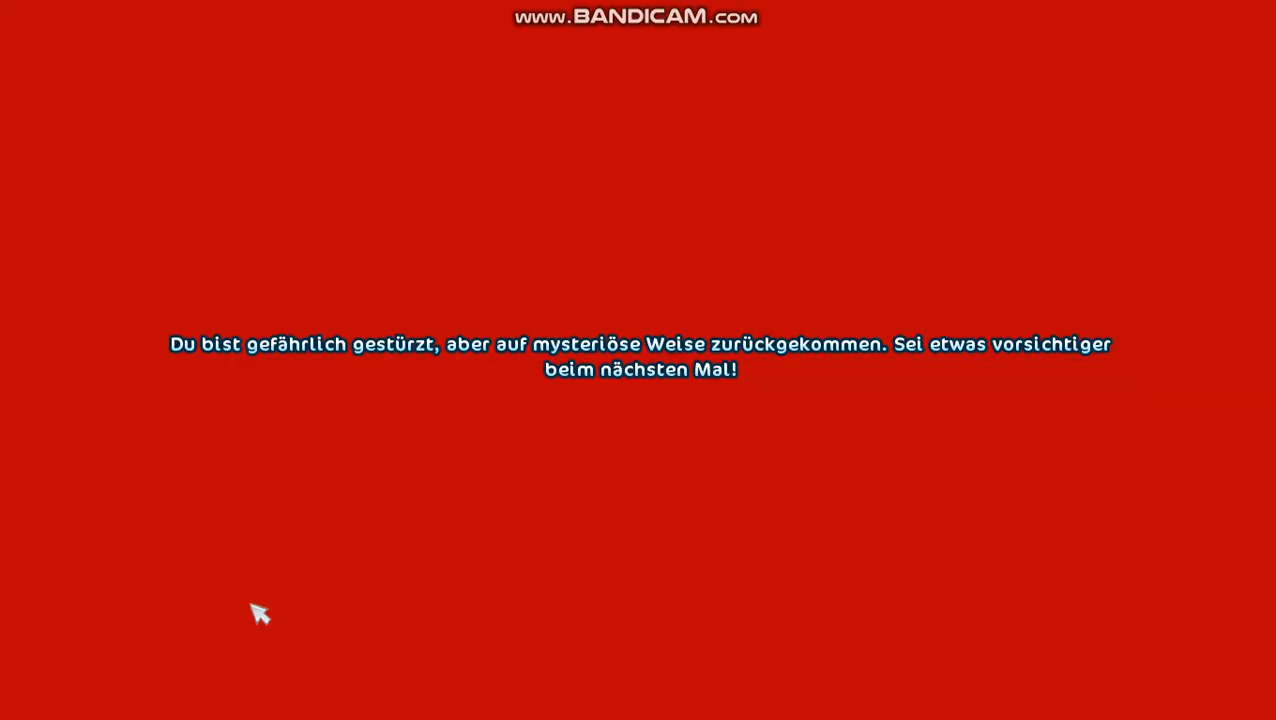 www.BANDICAM.com
Du bist gefährlich gestürzt, aber auf mysteriöse Weise zurückgekommen. Sei etwas vorsichtiger
beim nächsten Mal!